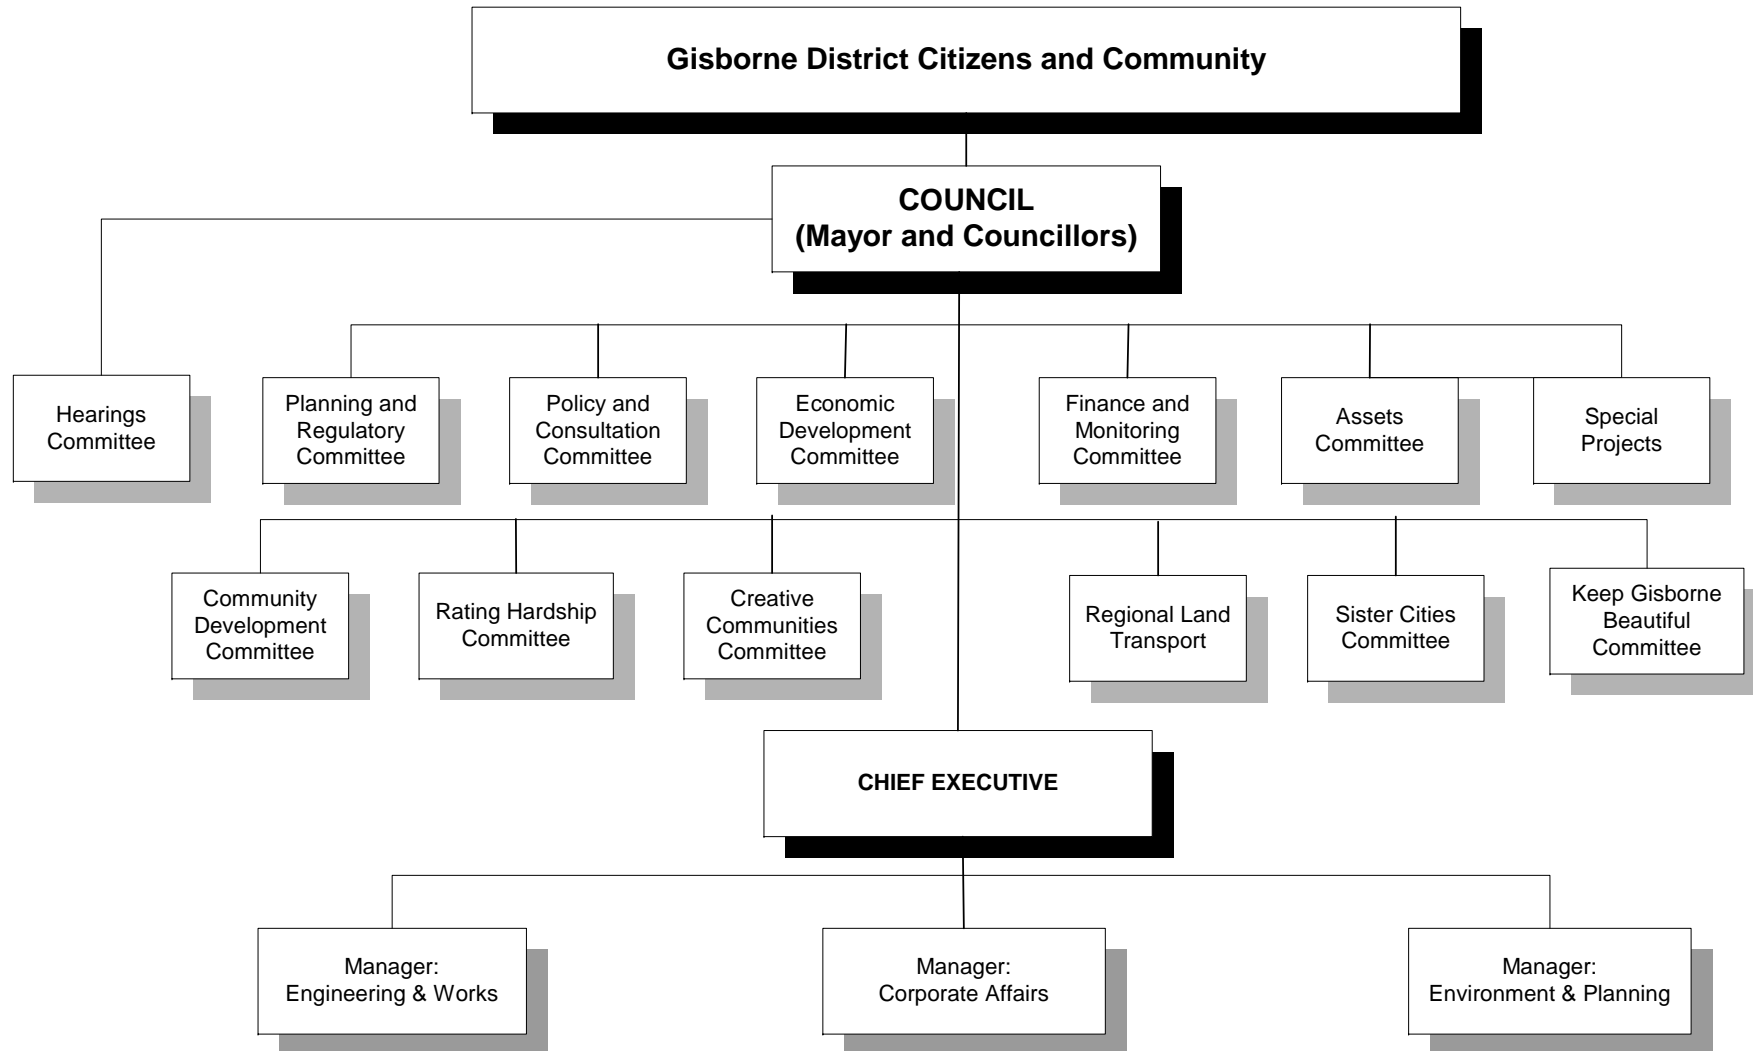 Gisborne District Citizens and Community
COUNCIL
(Mayor and Councillors)
Hearings
Committee
Planning and
Regulatory
Committee
Policy and
Consultation
Committee
Economic
Development
Committee
Finance and
Monitoring
Committee
Assets
Committee
Special
Projects
Community
Development
Committee
Rating Hardship
Committee
Creative
Communities
Committee
Regional Land
Transport
Sister Cities
Committee
Keep Gisborne
Beautiful
Committee
CHIEF EXECUTIVE
Manager:
Engineering & Works
Manager:
Corporate Affairs
Manager:
Environment & Planning